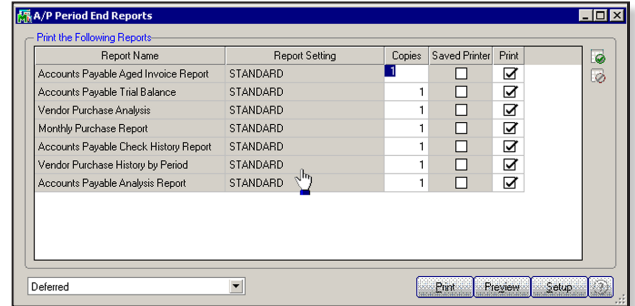 A/P Period End Reports
Print the Following Reports
Report Name Report Setting Copies Saved Printer Print
Accounts Payable Aged Invoice Report STANDARD 1
Accounts Payable Trial Balance STANDARD 1
Vendor Purchase Analysis STANDARD 1
Monthly Purchase Report STANDARD 1
Accounts Payable Check History Report STANDARD 1
Vendor Purchase History by Period STANDARD 1
Accounts Payable Analysis Report STANDARD 1
Deferred Print Preview Setup